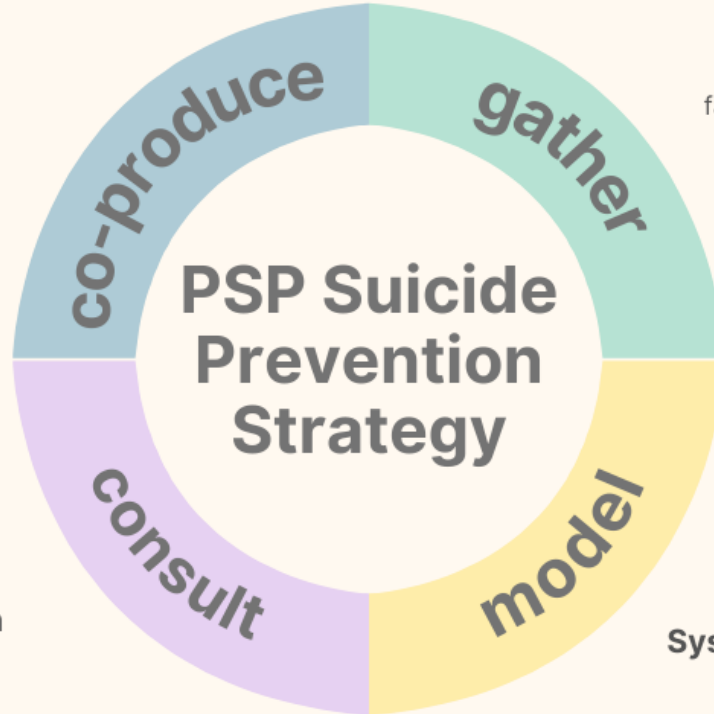 co-produce
gather
PSP Suicide
Prevention
Strategy
consult
model